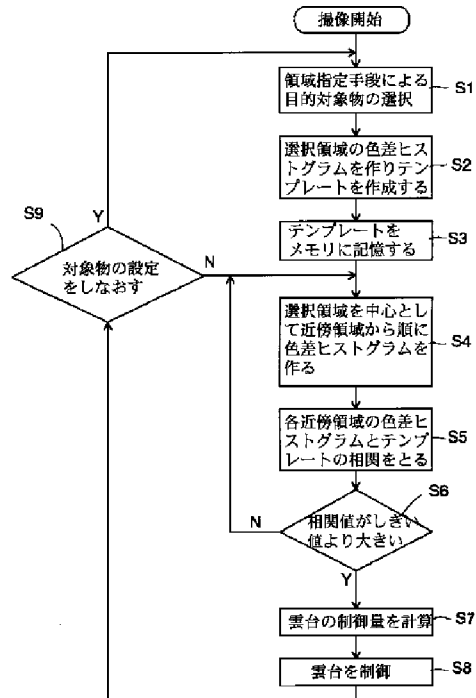 撮像開始
領域指定手段による
目的対象物の選択
S1
選択領域の色差ヒス
トグラムを作りテン
プレートを作成する
S2
テンプレートを
メモリに記憶する
S3
S9
Y
対象物の設定
をしなおす
N
選択領域を中心とし
て近傍領域から順に
色差ヒストグラムを
作る
S4
各近傍領域の色差ヒ
ストグラムとテンプ
レートの相関をとる
S5
S6
相関値がしきい
値より大きい
N
Y
雲台の制御量を計算
S7
雲台を制御
S8